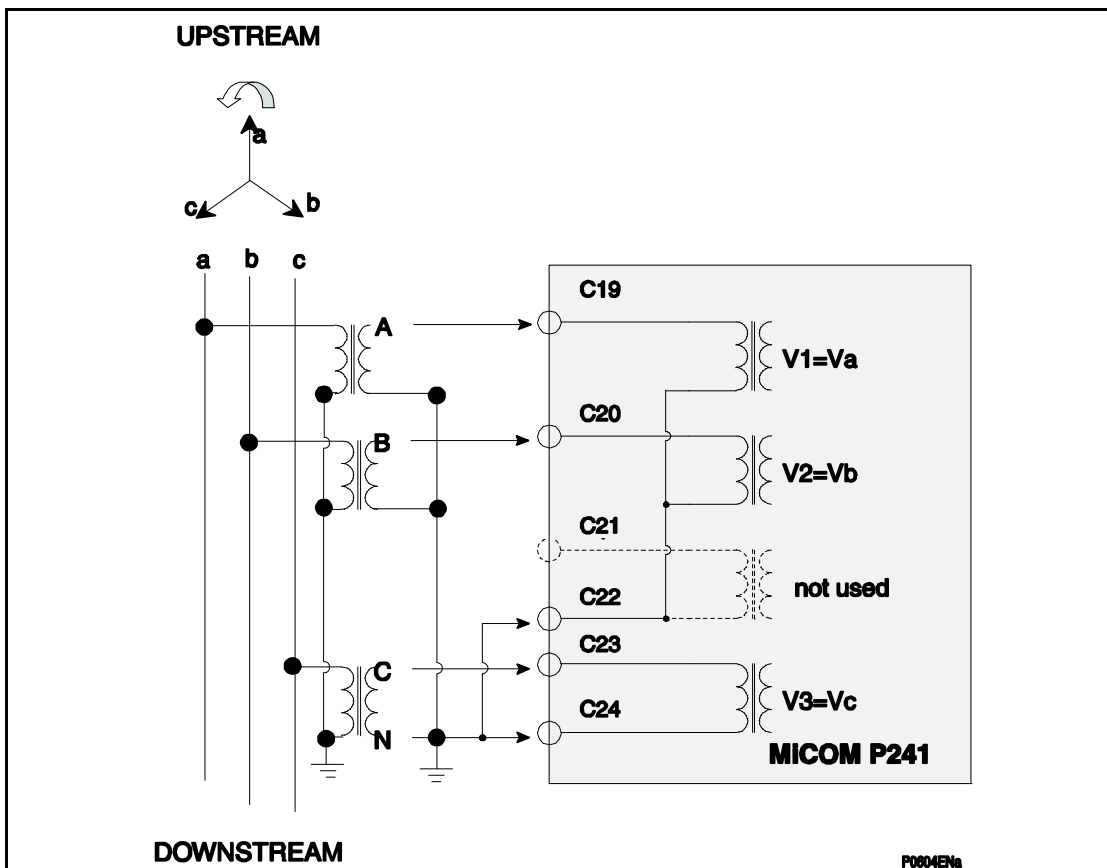 UPSTREAM
a
c b
a b c
C19
A
V1=Va
C20
B
V2=Vb
C21
not used
C22
C23
C
V3=Vc
C24
N
MiCOM P241
DOWNSTREAM
P0604ENa